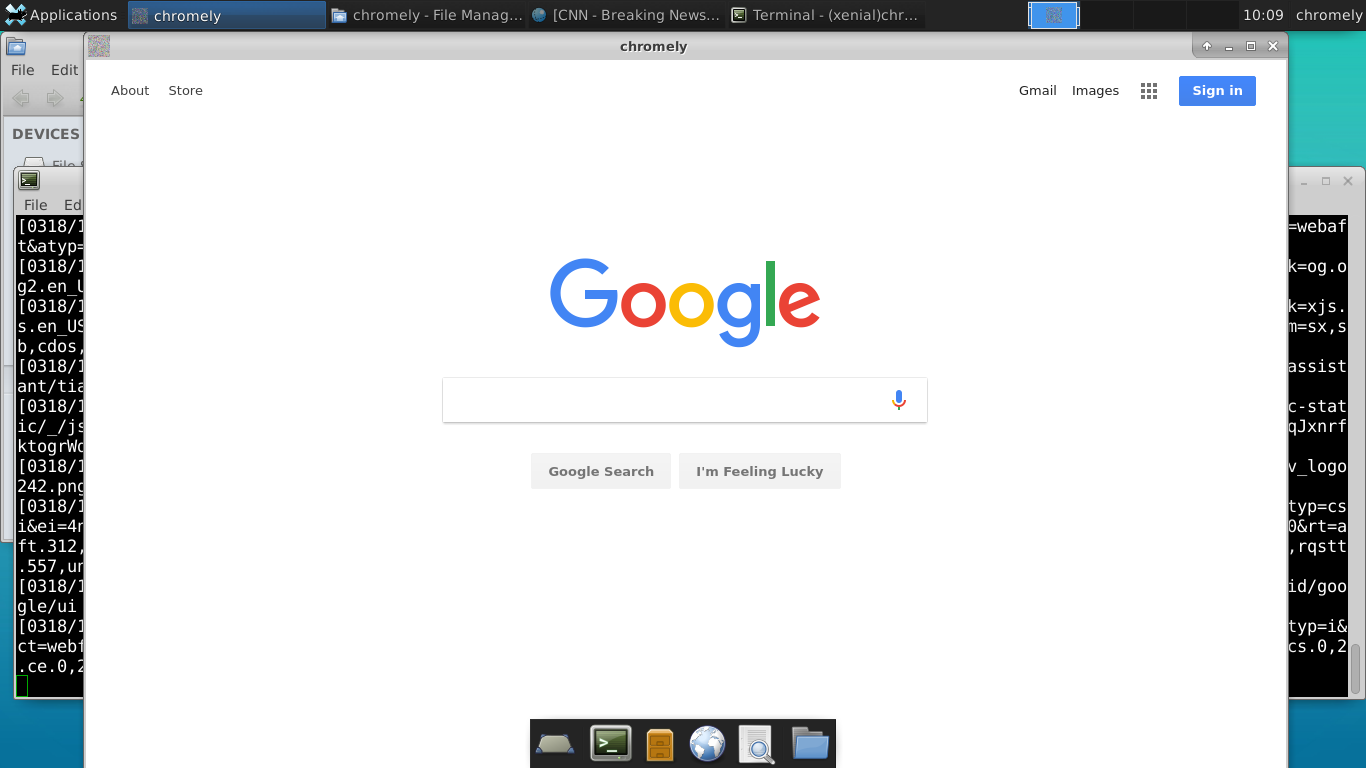 Applications
chromely
chromely - File Manag...
[CNN - Breaking News...
Terminal - (xenial)chr...
10:09
chromely
chromely
File Edit
DEVICES
File
File Ed
About Store
Gmail Images Sign in
Google
Google Search I'm Feeling Lucky
[0318/1
t&atyp=
[0318/1
g2.en_U
[0318/1
s.en_US
b,cdos,
[0318/1
ant/tia
[0318/1
ic/_/js
ktogrWo
[0318/1
242.png
[0318/1
i&ei=4r
ft.312,
.557,un
[0318/1
gle/ui
[0318/1
ct=webf
.ce.0,2
=webaf
k=og.o
k=xjs.
m=sx,s
assist
c-stat
qJxnrf
v_logo
typ=cs
0&rt=a
,rqstt
id/goo
typ=i&
cs.0,2